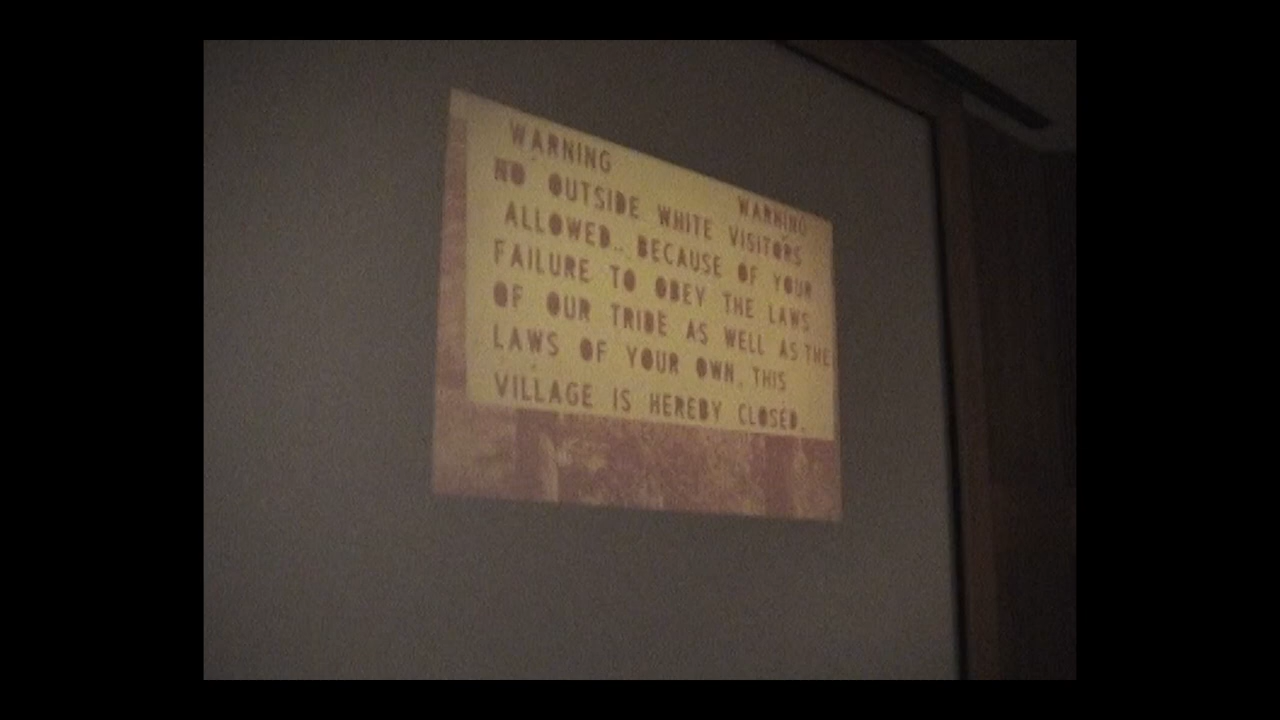 WARNING WARNING
NO OUTSIDE WHITE VISITORS
ALLOWED.. BECAUSE OF YOUR
FAILURE TO OBEY THE LAWS
OF OUR TRIBE AS WELL AS THE
LAWS OF YOUR OWN, THIS
VILLAGE IS HEREBY CLOSED.